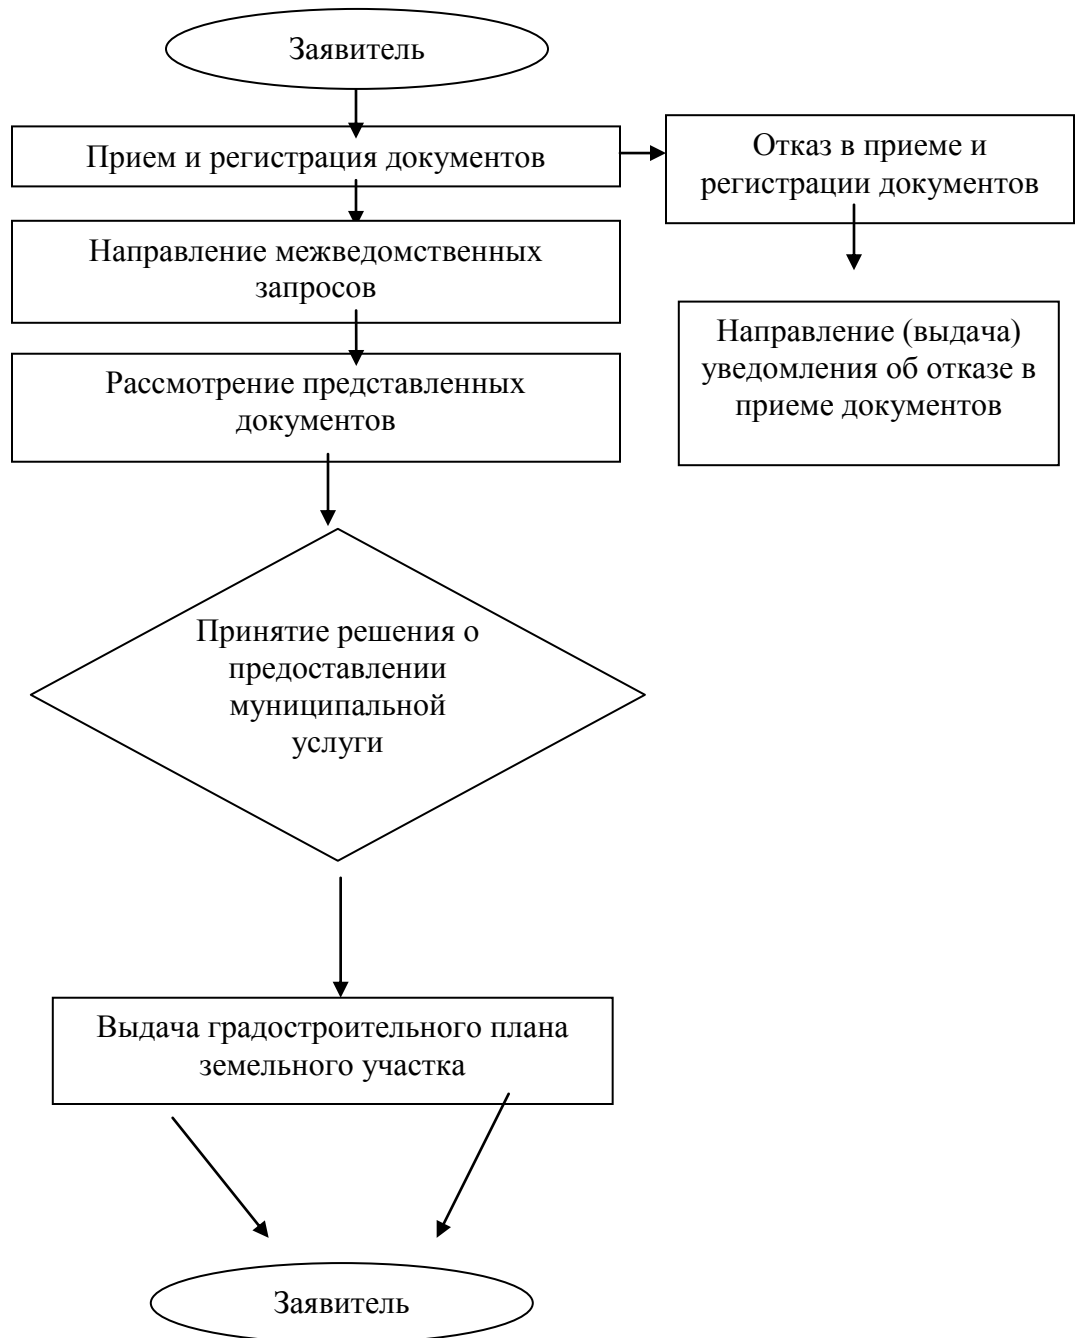 Заявитель
Прием и регистрация документов
Отказ в приеме и
регистрации документов
Направление межведомственных
запросов
Направление (выдача)
уведомления об отказе в
приеме документов
Рассмотрение представленных
документов
Принятие решения о
предоставлении
муниципальной
услуги
Выдача градостроительного плана
земельного участка
Заявитель